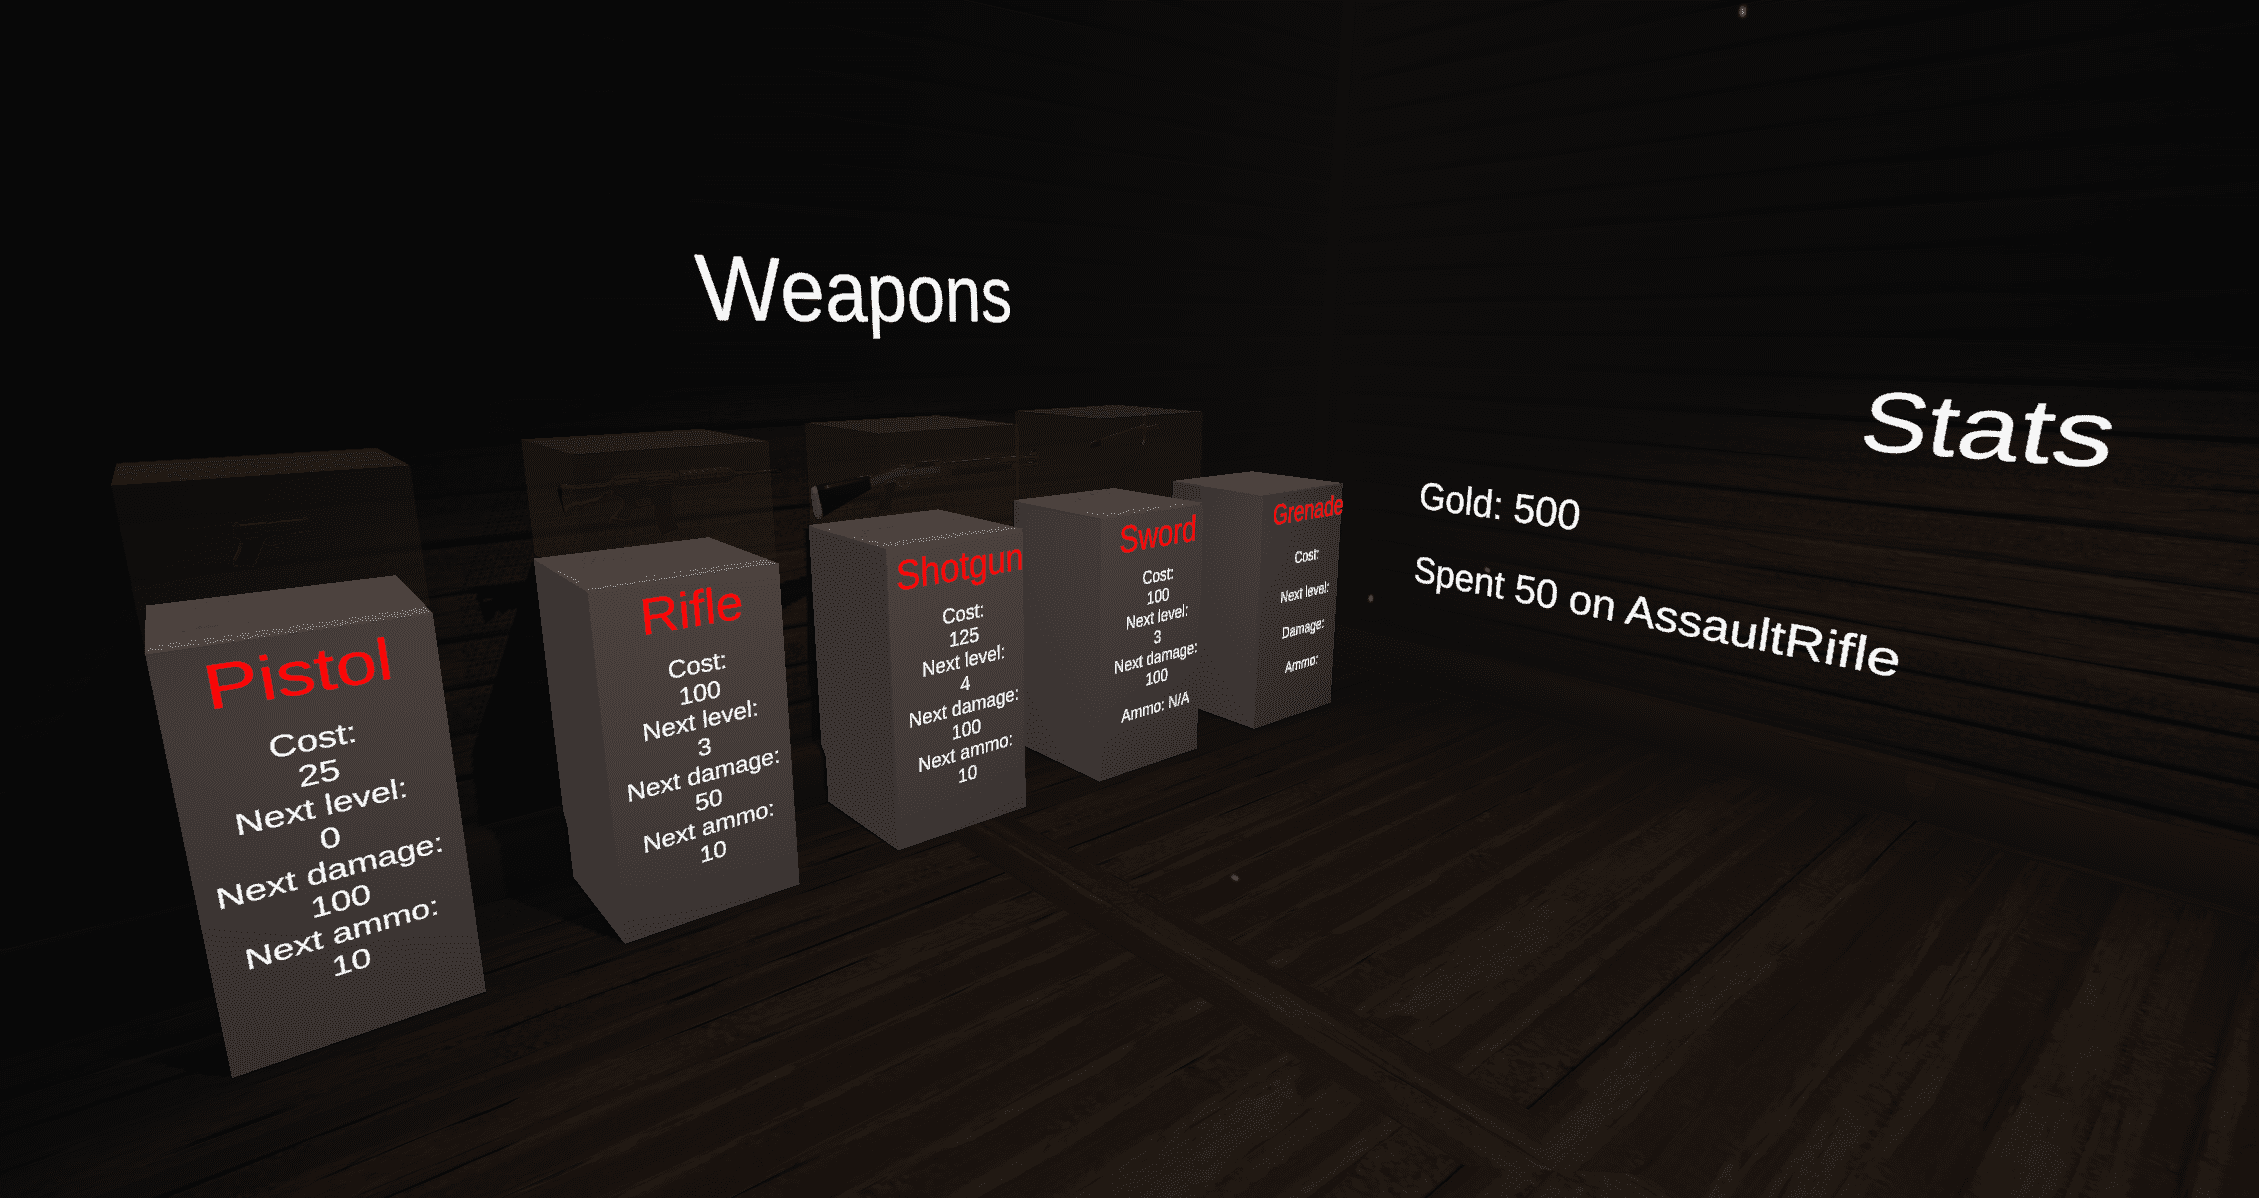 Weapons
Pistol
Cost:
25
Next level:
0
Next damage:
100
Next ammo:
10
Rifle
Cost:
100
Next level:
3
Next damage:
50
Next ammo:
10
Shotgun
Cost:
125
Next level:
4
Next damage:
100
Next ammo:
10
Sword
Cost:
100
Next level:
3
Next damage:
100
Ammo: N/A
Grenade
Cost:
Next level:
Damage:
Ammo:
Stats
Gold: 500
Spent 50 on AssaultRifle